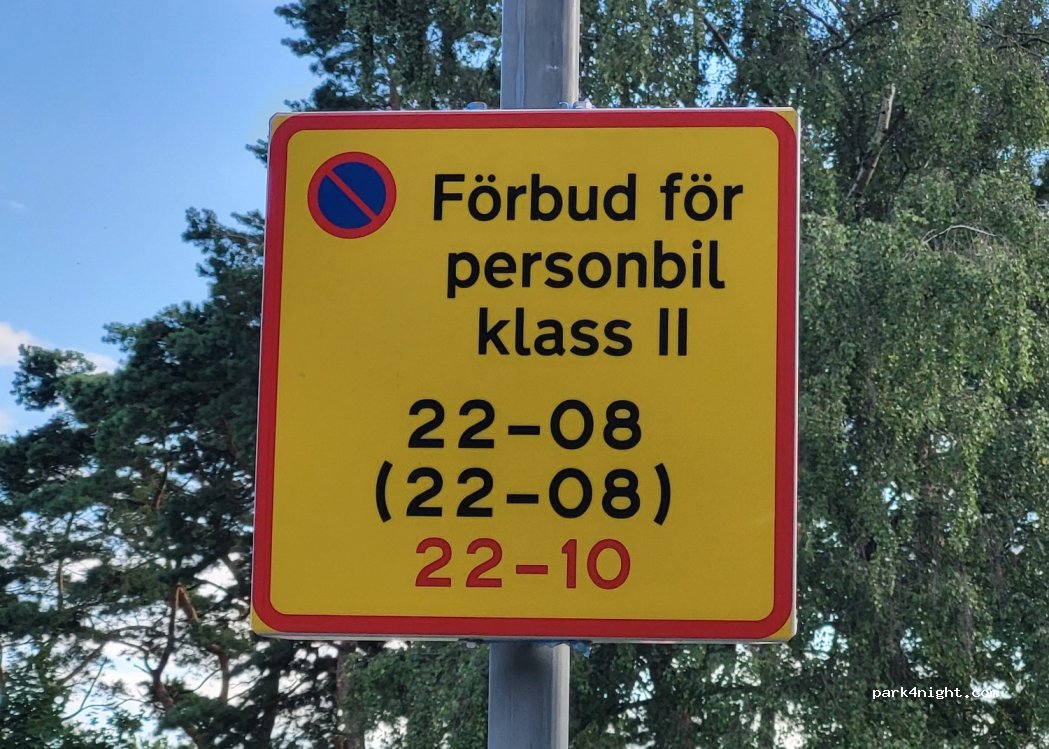 Förbud för
personbil
klass II
22-08
(22-08)
22-10
park4night.com